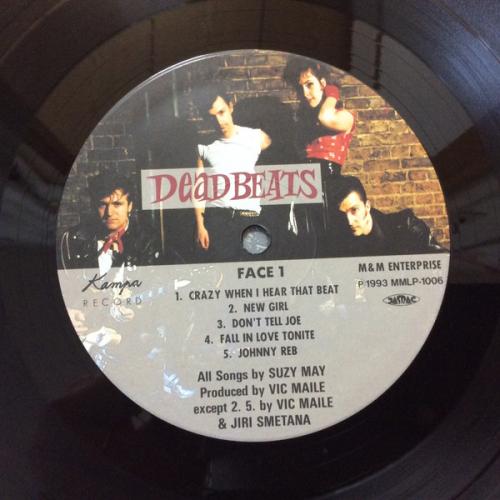 DeadBeats
FACE 1
Kampa
RECORD
M&M ENTERPRISE
P 1993 MMLP-1006
1. CRAZY WHEN I HEAR THAT BEAT
2. NEW GIRL
3. DON'T TELL JOE
4. FALL IN LOVE TONITE
5. JOHNNY REB
All Songs by SUZY MAY
Produced by VIC MAILE
except 2. 5. by VIC MAILE
& JIRI SMETANA